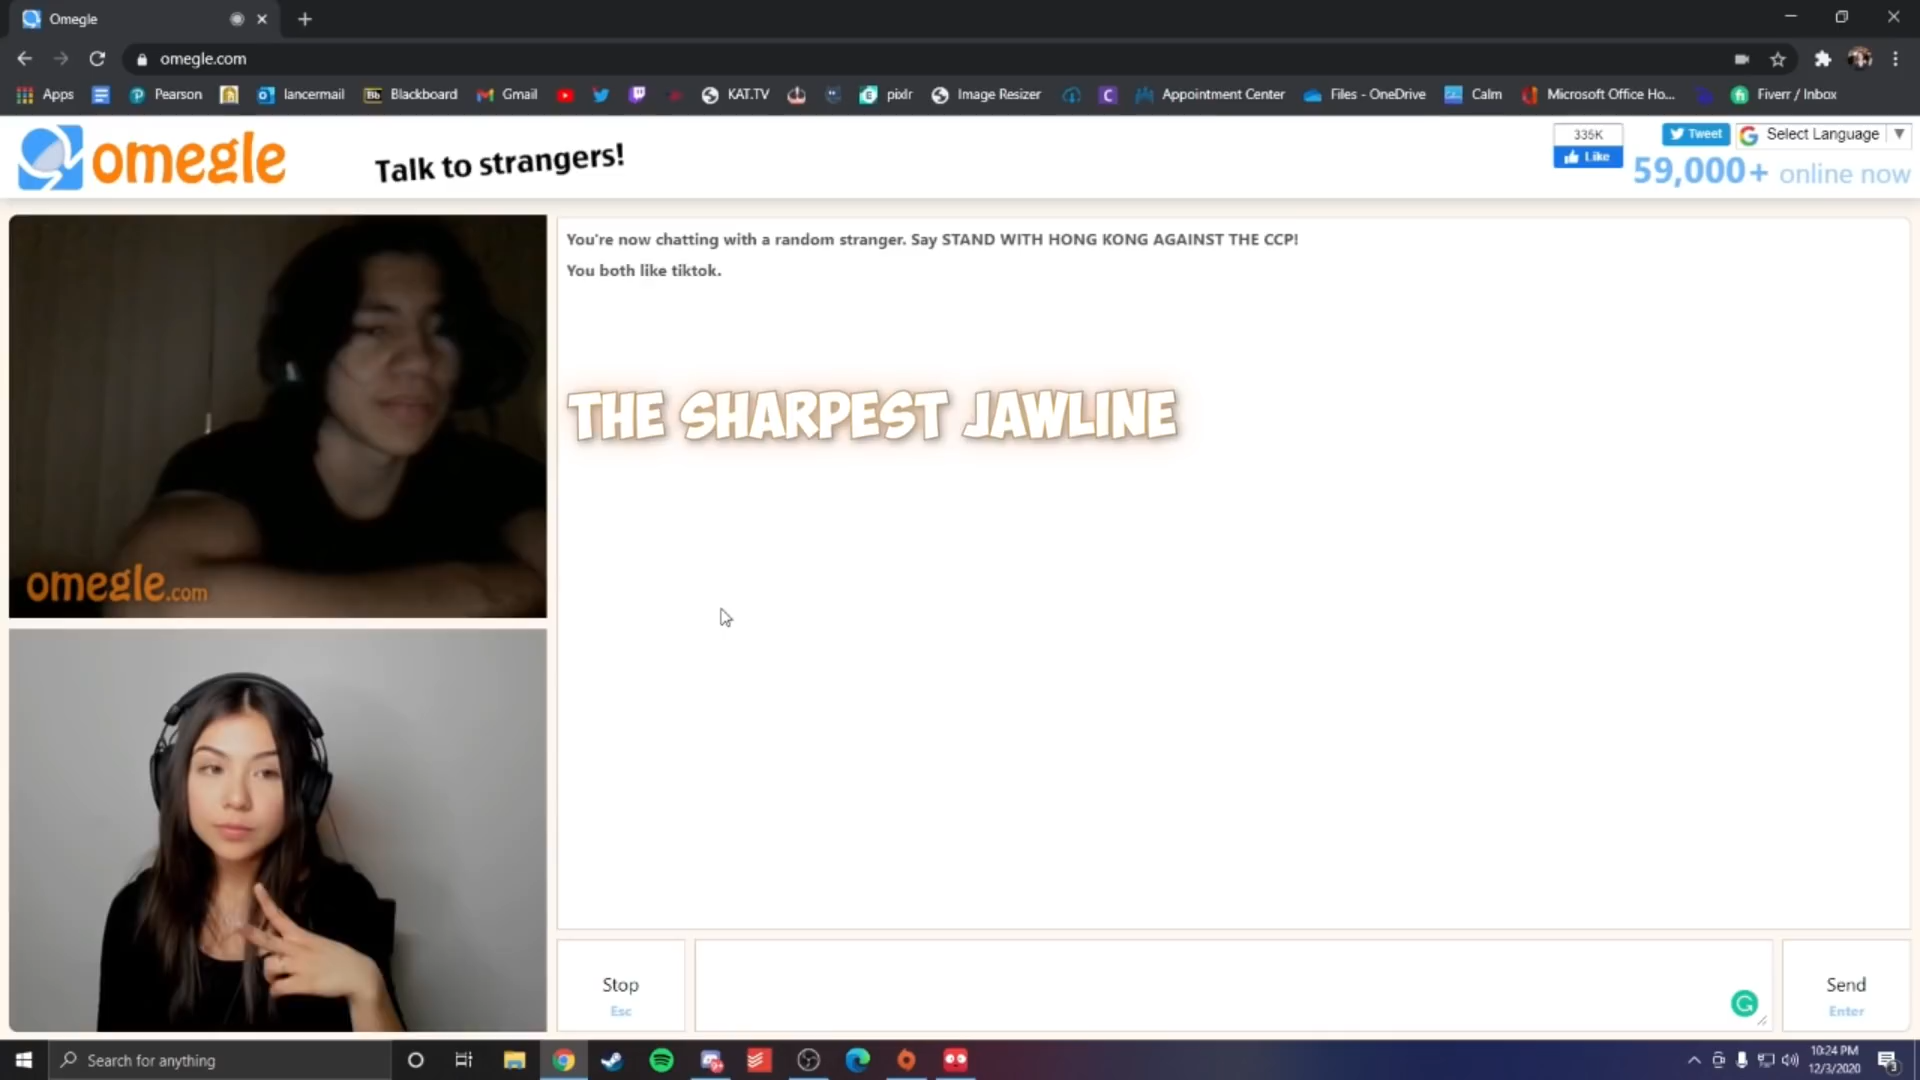 Omegle
omegle.com
Apps
Pearson
lancermail
Bb
Blackboard
Gmail
KAT.TV
pixlr
Image Resizer
Appointment Center
Files - OneDrive
Calm
Microsoft Office Ho...
Fiverr / Inbox
omegle
Talk to strangers!
335K
Like
Tweet
Select Language
59,000+ online now
You're now chatting with a random stranger. Say STAND WITH HONG KONG AGAINST THE CCP!
You both like tiktok.
THE SHARPEST JAWLINE
omegle.com
Stop
Esc
Send
Enter
Search for anything
10:24 PM
12/3/2020
3